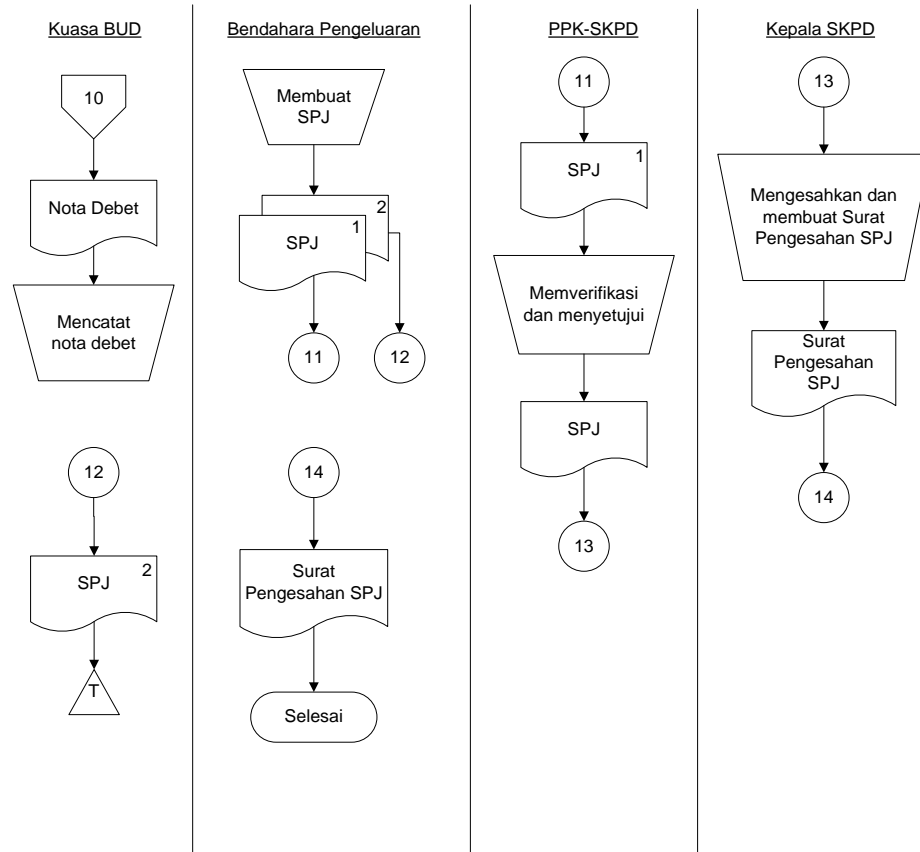 Kuasa BUD
10
Nota Debet
Mencatat
nota debet
12
SPJ
2
T
Bendahara Pengeluaran
Membuat
SPJ
2
1
SPJ
11
12
14
Surat
Pengesahan SPJ
Selesai
PPK-SKPD
11
1
SPJ
Memverifikasi
dan menyetujui
SPJ
13
Kepala SKPD
13
Mengesahkan dan
membuat Surat
Pengesahan SPJ
Surat
Pengesahan
SPJ
14